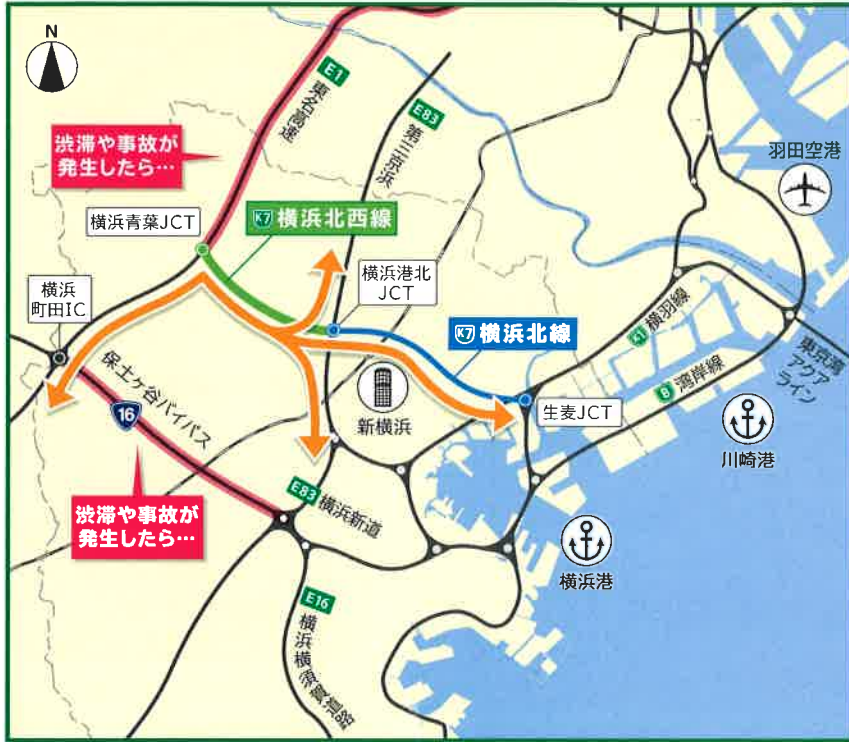 N
E1
東名高速
E83
第三京浜
渋滞や事故が
発生したら…
羽田空港
K7 横浜北西線
横浜青葉JCT
横浜港北
JCT
横浜
町田IC
K7 横浜北線
K1
横羽線
保土ヶ谷バイパス
B
湾岸線
東京湾
アクア
ライン
16
新横浜
生麦JCT
川崎港
渋滞や事故が
発生したら…
E83
横浜新道
横浜港
E16
横浜横須賀道路